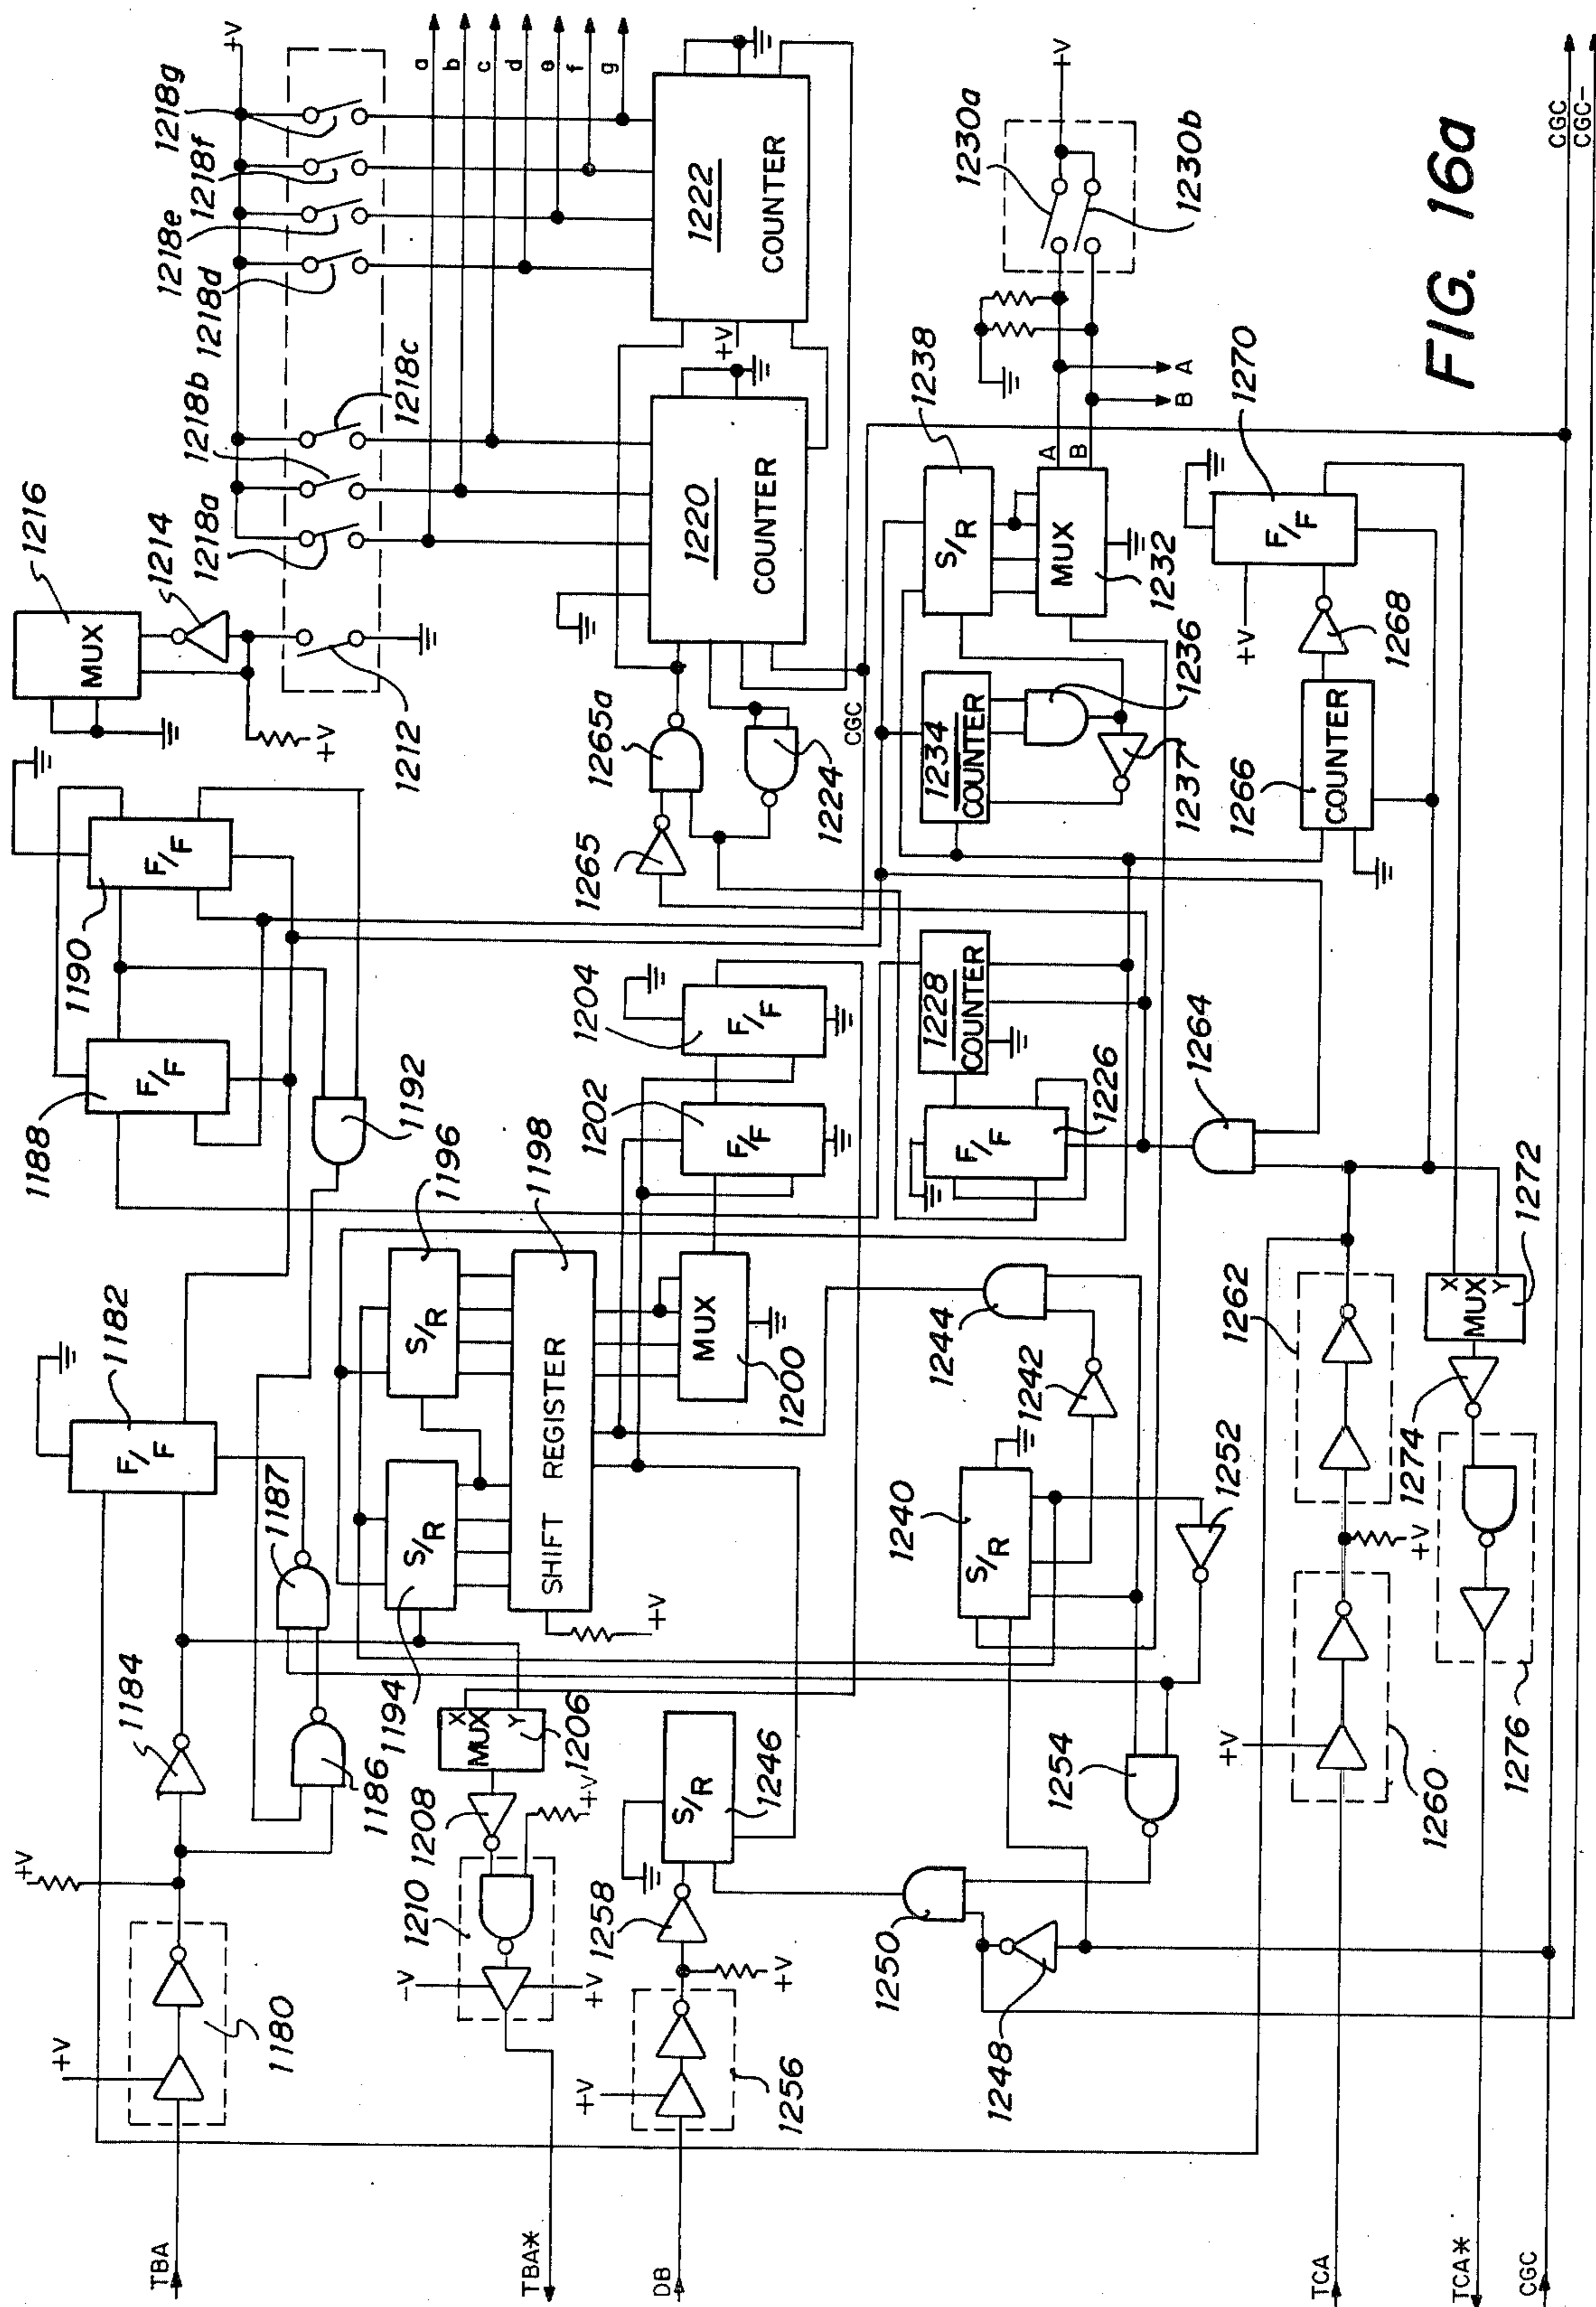 TBA
+V
1180
+V
1184
1186
1187
F/F
1182
1188
F/F
1190
F/F
1192
1216
MUX
1214
+V
1212
1218a
1218b
1218c
1218d
1218e
1218f
1218g
+V
a
b
c
d
e
f
g
1220
COUNTER
1222
COUNTER
+V
1265a
1265
1224
CGC
TBA*
-V
+V
1210
1208
+V
X
MUX
Y
1206
1194
S/R
S/R
1196
SHIFT REGISTER
1198
+V
MUX
1200
1202
F/F
1204
F/F
DB
+V
1256
+V
1258
S/R
1246
1250
1248
1254
1252
1240
S/R
1242
1244
F/F
1226
1228
COUNTER
1234
COUNTER
1236
1237
S/R
1238
MUX
1232
A
B
A
B
1230a
1230b
+V
TCA
+V
1260
+V
1262
1264
1266
COUNTER
1268
+V
F/F
1270
TCA*
1276
1274
X
MUX
Y
1272
CGC
CGC
CGC-
FIG. 16a